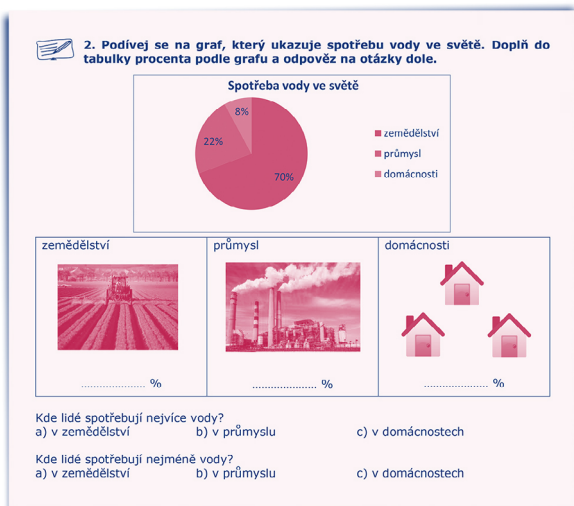 2. Podívej se na graf, který ukazuje spotřebu vody ve světě. Doplň do
tabulky procenta podle grafu a odpověz na otázky dole.
Spotřeba vody ve světě
8%
22%
70%
zemědělství
průmysl
domácnosti
zemědělství průmysl domácnosti
..................... % ..................... % ..................... %
Kde lidé spotřebují nejvíce vody?
a) v zemědělství b) v průmyslu c) v domácnostech
Kde lidé spotřebují nejméně vody?
a) v zemědělství b) v průmyslu c) v domácnostech